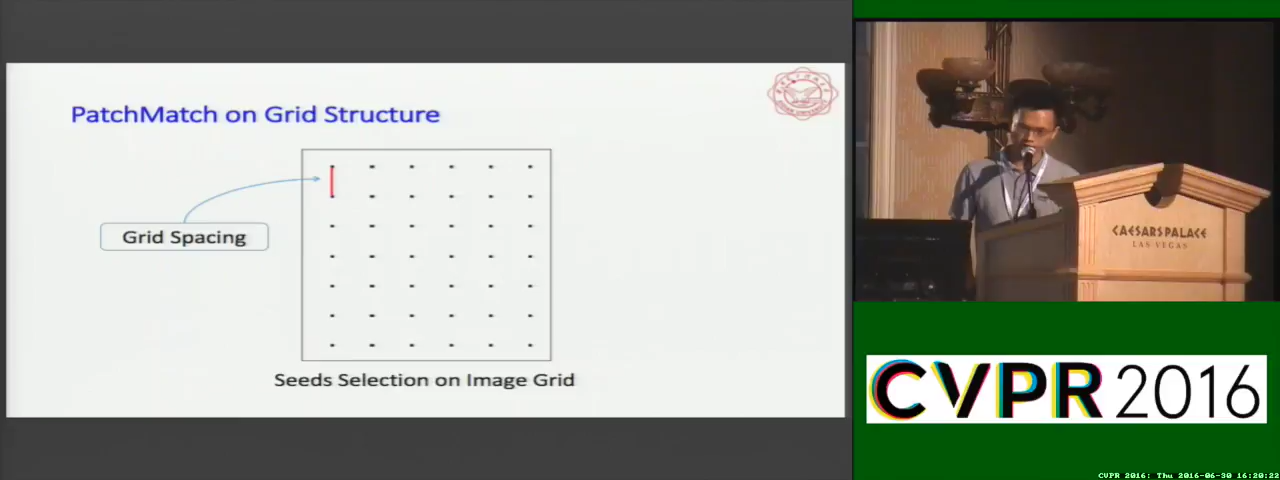 PatchMatch on Grid Structure
Grid Spacing
Seeds Selection on Image Grid
CAESARS PALACE
LAS VEGAS
CVPR 2016
CVPR 2016: Thu 2016-06-30 16:20:22